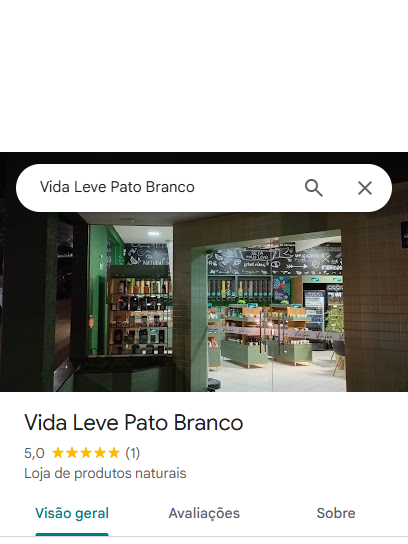 Vida Leve Pato Branco
Vida Leve Pato Branco
5,0 ★★★★★ (1)
Loja de produtos naturais
Visão geral
Avaliações
Sobre